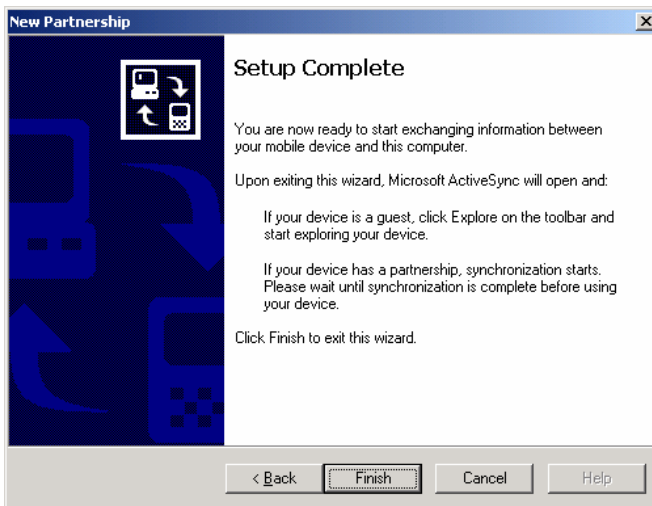 New Partnership
Setup Complete
You are now ready to start exchanging information between
your mobile device and this computer.
Upon exiting this wizard, Microsoft ActiveSync will open and:
If your device is a guest, click Explore on the toolbar and
start exploring your device.
If your device has a partnership, synchronization starts.
Please wait until synchronization is complete before using
your device.
Click Finish to exit this wizard.
< Back Finish Cancel Help